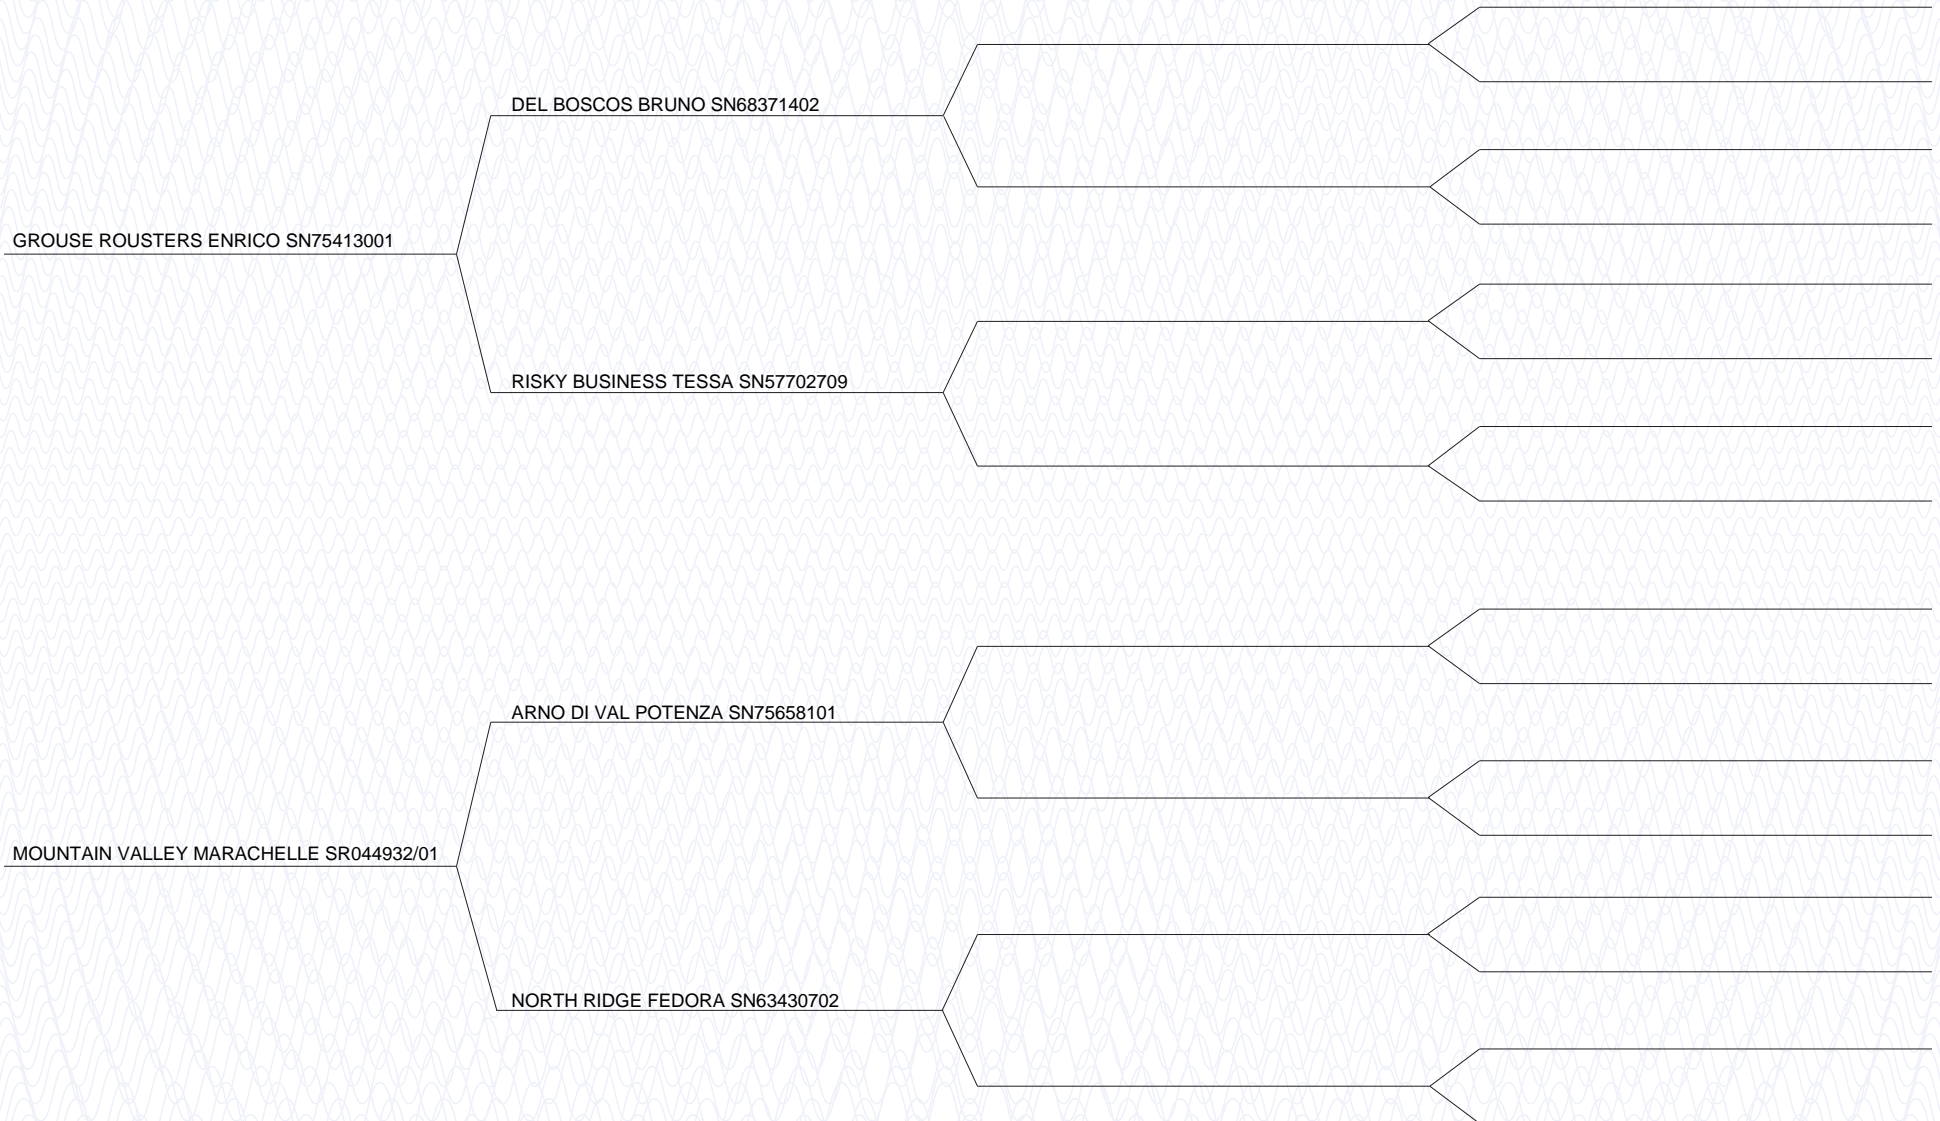 DEL BOSCOS BRUNO SN68371402
GROUSE ROUSTERS ENRICO SN75413001
RISKY BUSINESS TESSA SN57702709
ARNO DI VAL POTENZA SN75658101
MOUNTAIN VALLEY MARACHELLE SR044932/01
NORTH RIDGE FEDORA SN63430702